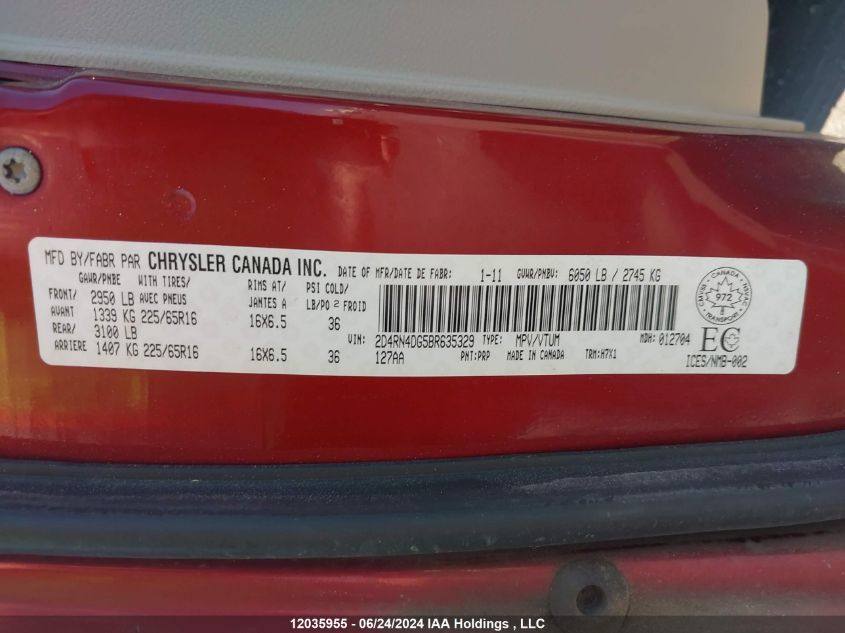 MFD BY/FABR PAR CHRYSLER CANADA INC. DATE OF MFR/DATE DE FABR: 1-11 GVWR/PNBV: 6050 LB / 2745 KG
GAWR/PNBE WITH TIRES/ RIMS AT/ PSI COLD/
FRONT/ 2950 LB AVEC PNEUS JANTES A LB/PO² FROID
AVANT 1339 KG 225/65R16 16X6.5 36
REAR/ 3100 LB
ARRIERE 1407 KG 225/65R16 16X6.5 36
VIN: 2D4RN4DG5BR635329 TYPE: MPV/VTUM MDH: 012704
127AA PNT:PRP MADE IN CANADA TRM:H7X1
CANADA
CMVSS NSVAC
972
8
TRANSPORT
EC
ICES/NMB-002
12035955 - 06/24/2024 IAA Holdings , LLC